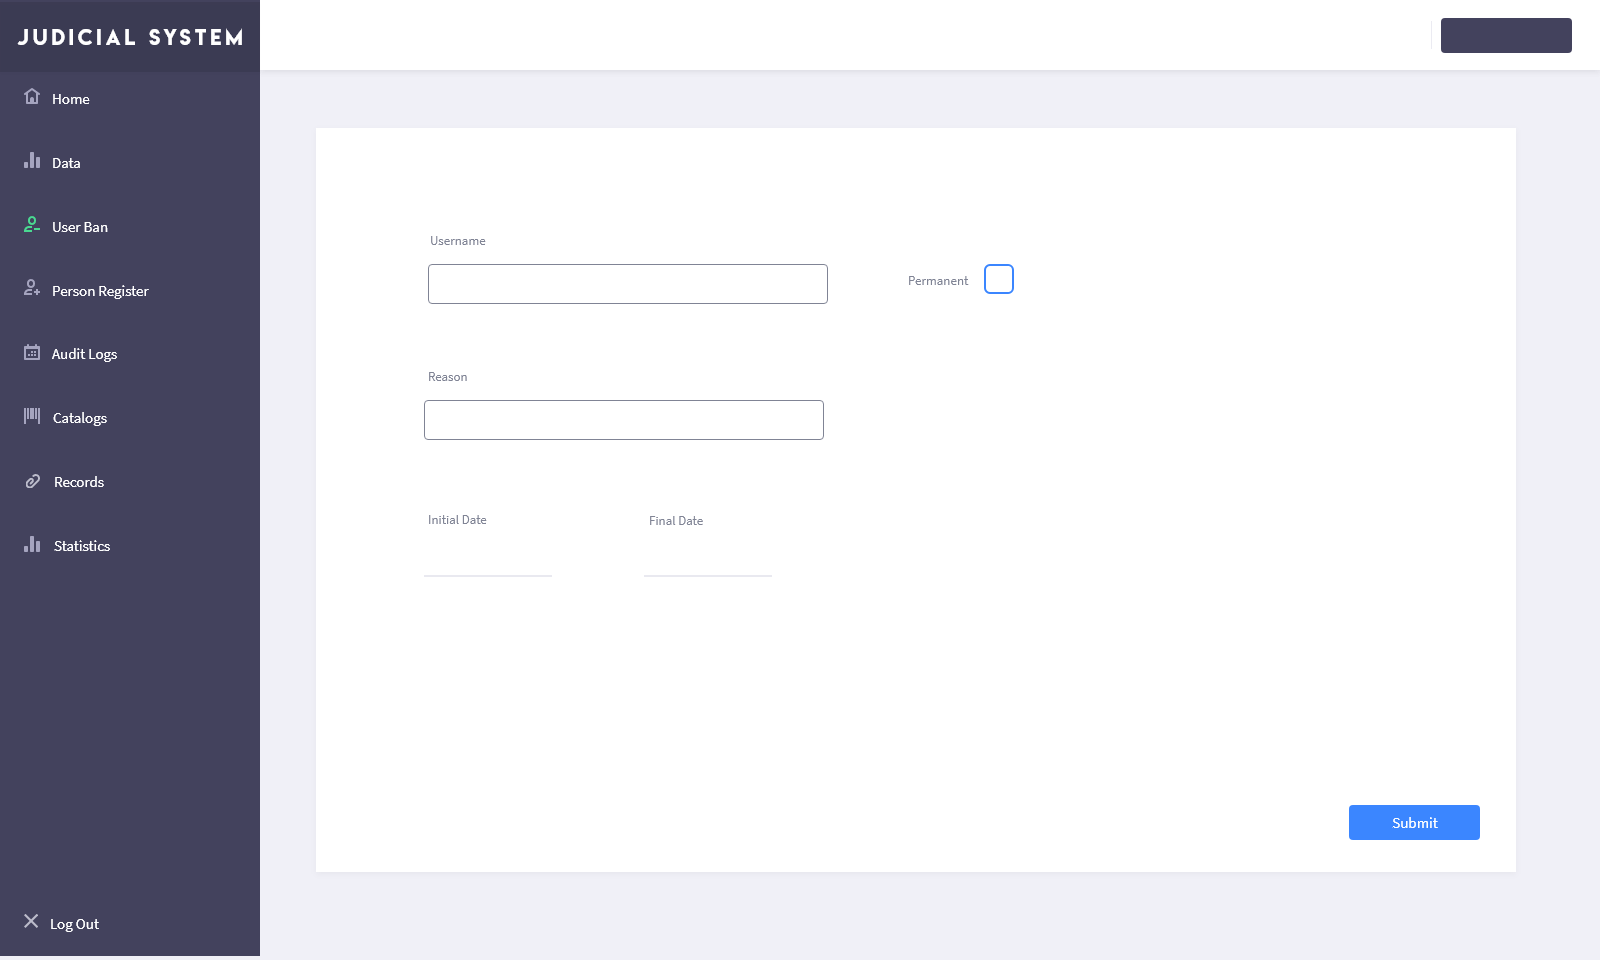 JUDICIAL SYSTEM
Home
Data
User Ban
Person Register
Audit Logs
Catalogs
Records
Statistics
Log Out
Username
Permanent
Reason
Initial Date
Final Date
Submit